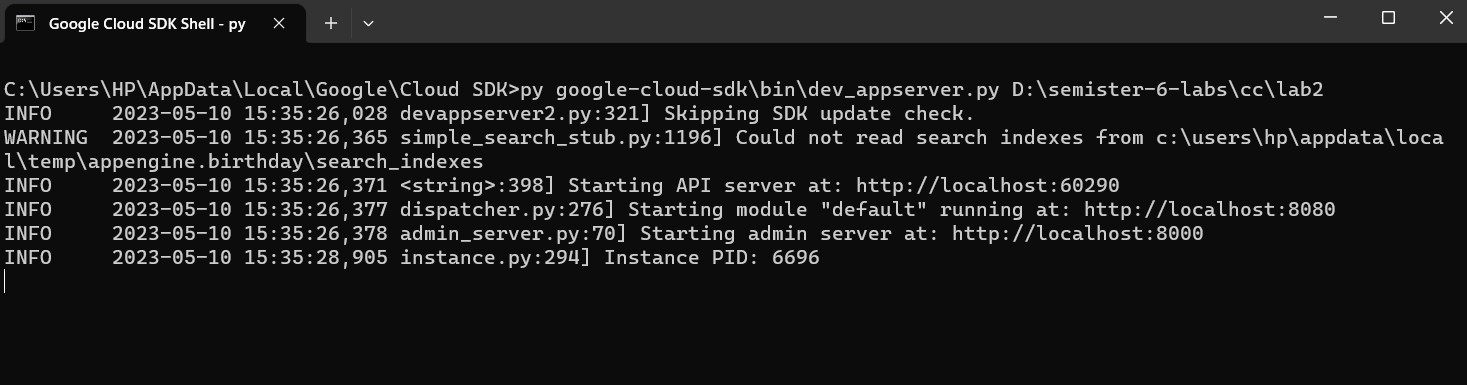 Google Cloud SDK Shell - py
C:\Users\HP\AppData\Local\Google\Cloud SDK>py google-cloud-sdk\bin\dev_appserver.py D:\semister-6-labs\cc\lab2
INFO     2023-05-10 15:35:26,028 devappserver2.py:321] Skipping SDK update check.
WARNING  2023-05-10 15:35:26,365 simple_search_stub.py:1196] Could not read search indexes from c:\users\hp\appdata\loca
l\temp\appengine.birthday\search_indexes
INFO     2023-05-10 15:35:26,371 <string>:398] Starting API server at: http://localhost:60290
INFO     2023-05-10 15:35:26,377 dispatcher.py:276] Starting module "default" running at: http://localhost:8080
INFO     2023-05-10 15:35:26,378 admin_server.py:70] Starting admin server at: http://localhost:8000
INFO     2023-05-10 15:35:28,905 instance.py:294] Instance PID: 6696